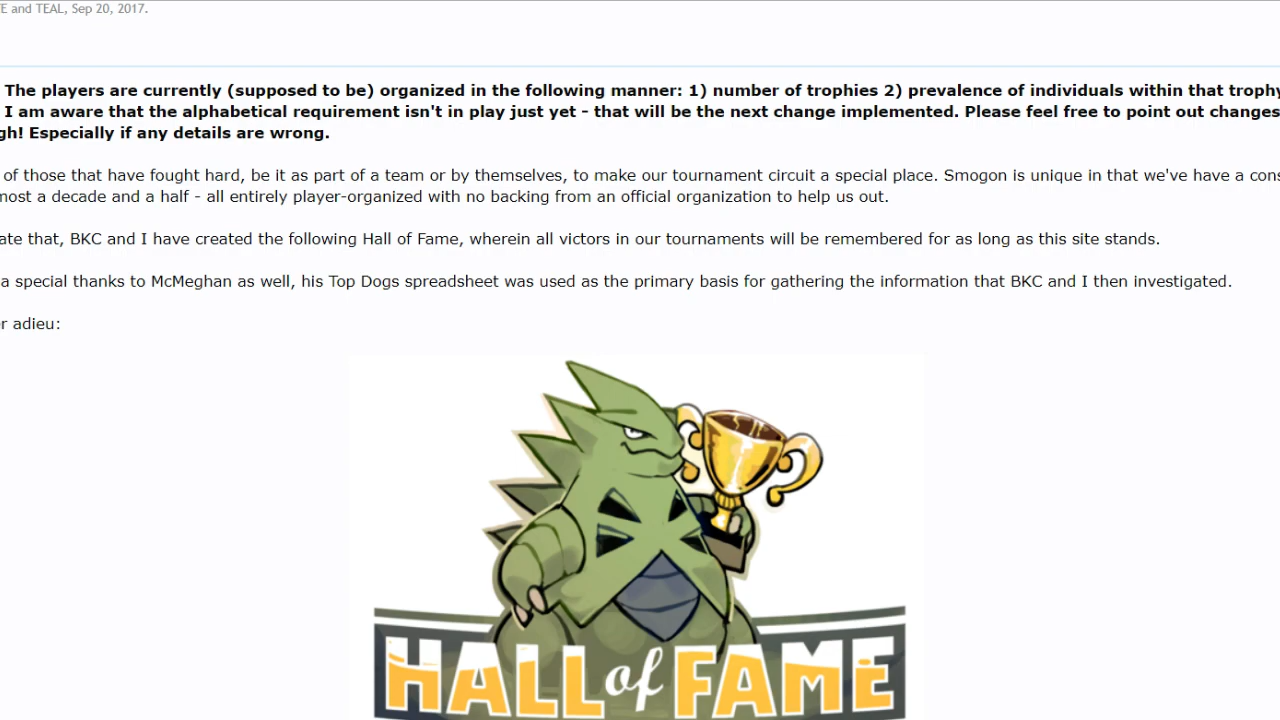 E and TEAL, Sep 20, 2017.
The players are currently (supposed to be) organized in the following manner: 1) number of trophies 2) prevalence of individuals within that trophy
I am aware that the alphabetical requirement isn't in play just yet - that will be the next change implemented. Please feel free to point out changes
gh! Especially if any details are wrong.
of those that have fought hard, be it as part of a team or by themselves, to make our tournament circuit a special place. Smogon is unique in that we've have a cons
most a decade and a half - all entirely player-organized with no backing from an official organization to help us out.
ate that, BKC and I have created the following Hall of Fame, wherein all victors in our tournaments will be remembered for as long as this site stands.
a special thanks to McMeghan as well, his Top Dogs spreadsheet was used as the primary basis for gathering the information that BKC and I then investigated.
r adieu:
HALL of FAME